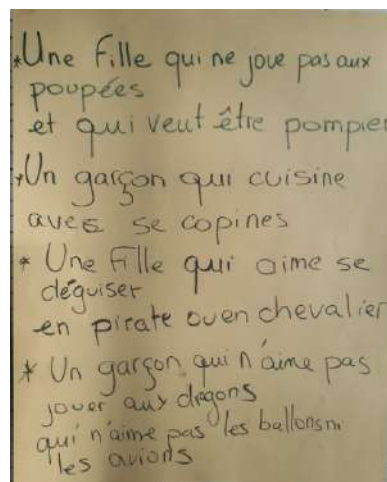 *Une Fille qui ne joue pas aux
poupées
et qui veut être pompier
*Un garçon qui cuisine
aves se copines
* Une Fille qui aime se
déguiser
en pirate ou en chevalier
* Un garçon qui n'aime pas
jouer aux dragons
qui n'aime pas les ballons ni
les avions